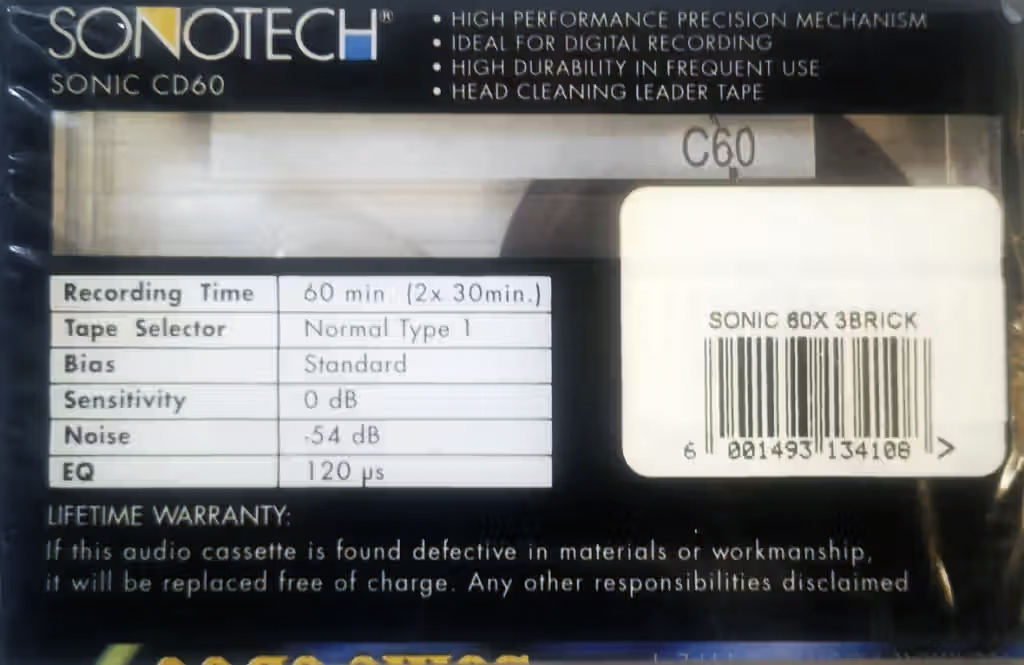 SONOTECH®
SONIC CD60
• HIGH PERFORMANCE PRECISION MECHANISM
• IDEAL FOR DIGITAL RECORDING
• HIGH DURABILITY IN FREQUENT USE
• HEAD CLEANING LEADER TAPE
C60
Recording Time 60 min (2x 30min.)
Tape Selector Normal Type 1
Bias Standard
Sensitivity 0 dB
Noise -54 dB
EQ 120 µs
SONIC 60X 3BRICK
6 001493 134108 >
LIFETIME WARRANTY:
If this audio cassette is found defective in materials or workmanship,
it will be replaced free of charge. Any other responsibilities disclaimed